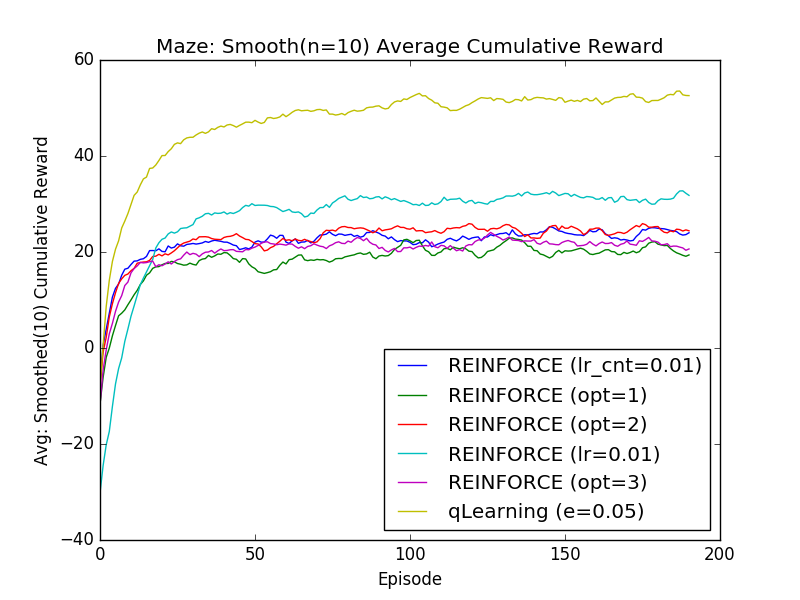 Maze: Smooth(n=10) Average Cumulative Reward
60
40
20
0
−20
−40
Avg: Smoothed(10) Cumulative Reward
REINFORCE (lr_cnt=0.01)
REINFORCE (opt=1)
REINFORCE (opt=2)
REINFORCE (lr=0.01)
REINFORCE (opt=3)
qLearning (e=0.05)
0 50 100 150 200
Episode